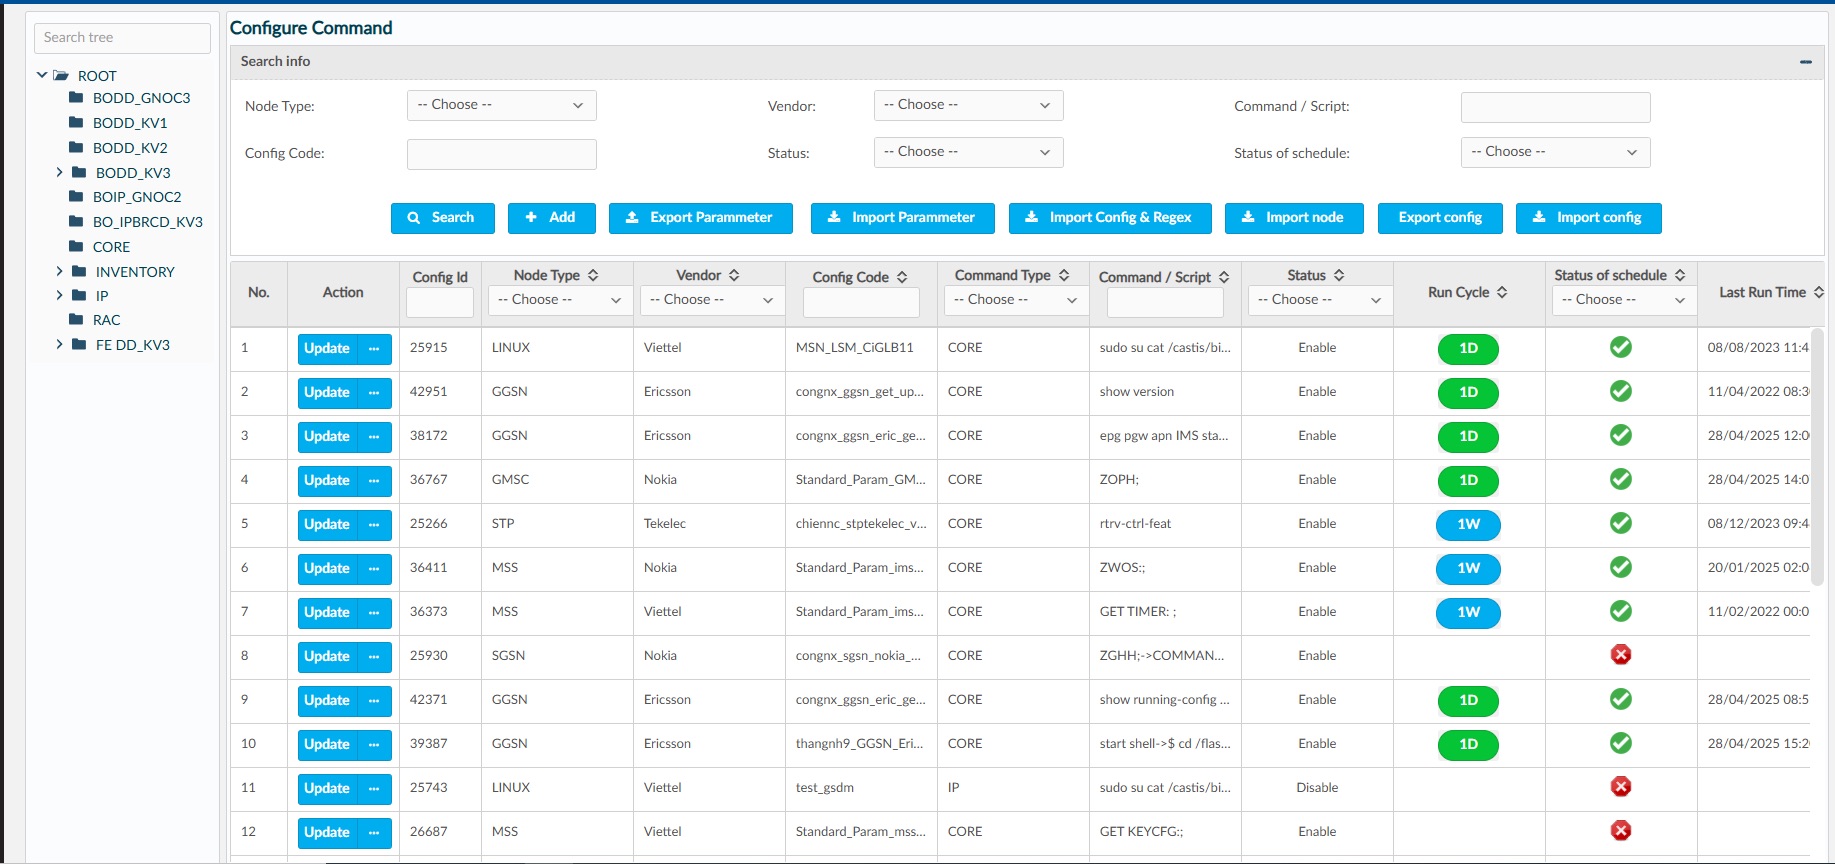 Search tree
ROOT
BODD_GNOC3
BODD_KV1
BODD_KV2
BODD_KV3
BOIP_GNOC2
BO_IPBRCD_KV3
CORE
INVENTORY
IP
RAC
FE DD_KV3
Configure Command
Search info
Node Type: -- Choose -- Vendor: -- Choose -- Command / Script:
Config Code: Status: -- Choose -- Status of schedule: -- Choose --
Search Add Export Parammeter Import Parammeter Import Config & Regex Import node Export config Import config
No. Action Config Id Node Type Vendor Config Code Command Type Command / Script Status Run Cycle Status of schedule Last Run Time
-- Choose -- -- Choose -- -- Choose -- -- Choose -- -- Choose --
1 Update ... 25915 LINUX Viettel MSN_LSM_CiGLB11 CORE sudo su cat /castis/bi... Enable 1D 08/08/2023 11:4
2 Update ... 42951 GGSN Ericsson congnx_ggsn_get_up... CORE show version Enable 1D 11/04/2022 08:3
3 Update ... 38172 GGSN Ericsson congnx_ggsn_eric_ge... CORE epg pgw apn IMS sta... Enable 1D 28/04/2025 12:0
4 Update ... 36767 GMSC Nokia Standard_Param_GM... CORE ZOPH; Enable 1D 28/04/2025 14:0
5 Update ... 25266 STP Tekelec chiennc_stptekelec_v... CORE rtrv-ctrl-feat Enable 1W 08/12/2023 09:4
6 Update ... 36411 MSS Nokia Standard_Param_ims... CORE ZWOS:; Enable 1W 20/01/2025 02:0
7 Update ... 36373 MSS Viettel Standard_Param_ims... CORE GET TIMER: ; Enable 1W 11/02/2022 00:0
8 Update ... 25930 SGSN Nokia congnx_sgsn_nokia_... CORE ZGHH;->COMMAN... Enable
9 Update ... 42371 GGSN Ericsson congnx_ggsn_eric_ge... CORE show running-config ... Enable 1D 28/04/2025 08:5
10 Update ... 39387 GGSN Ericsson thangnh9_GGSN_Eri... CORE start shell->$ cd /flas... Enable 1D 28/04/2025 15:2
11 Update ... 25743 LINUX Viettel test_gsdm IP sudo su cat /castis/bi... Disable
12 Update ... 26687 MSS Viettel Standard_Param_mss... CORE GET KEYCFG:; Enable